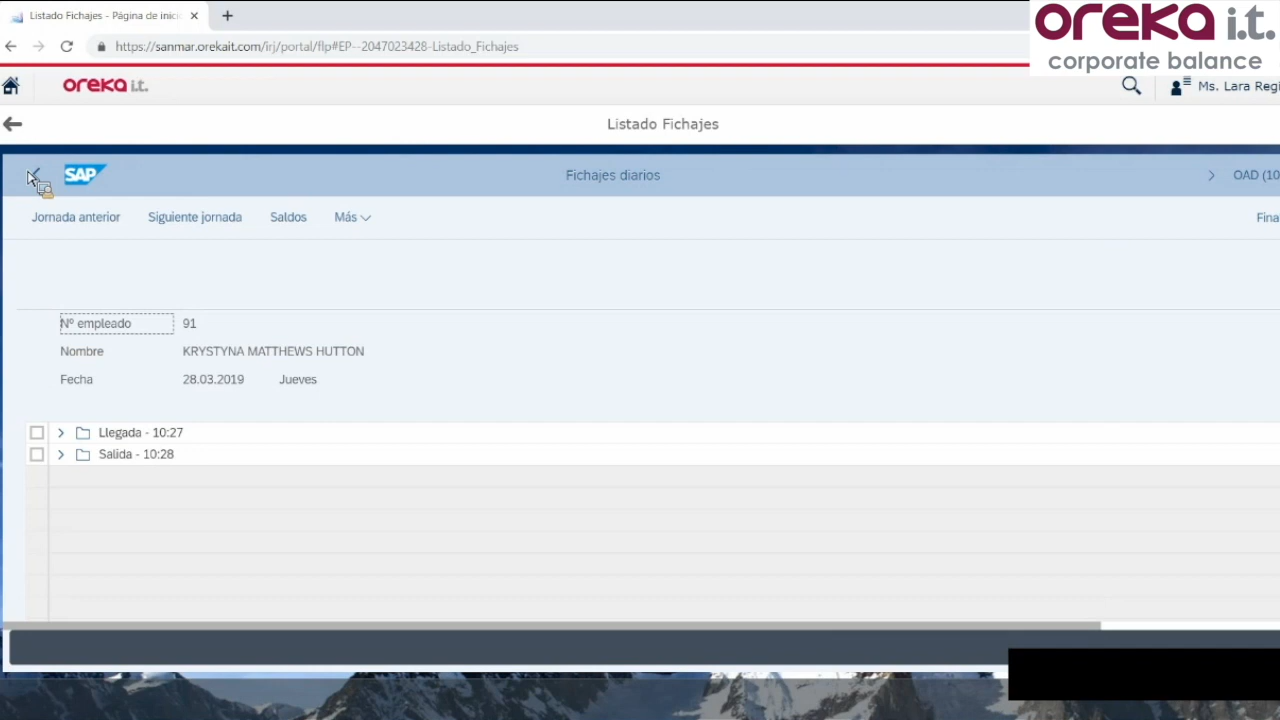 Listado Fichajes - Página de inici
https://sanmar.orekait.com/irj/portal/flp#EP--2047023428-Listado_Fichajes
oreka i.t.
corporate balance
oreka i.t.
Ms. Lara Regi
Listado Fichajes
SAP
Fichajes diarios
OAD (10
Jornada anterior
Siguiente jornada
Saldos
Más
Fina
Nº empleado 91
Nombre KRYSTYNA MATTHEWS HUTTON
Fecha 28.03.2019 Jueves
Llegada - 10:27
Salida - 10:28